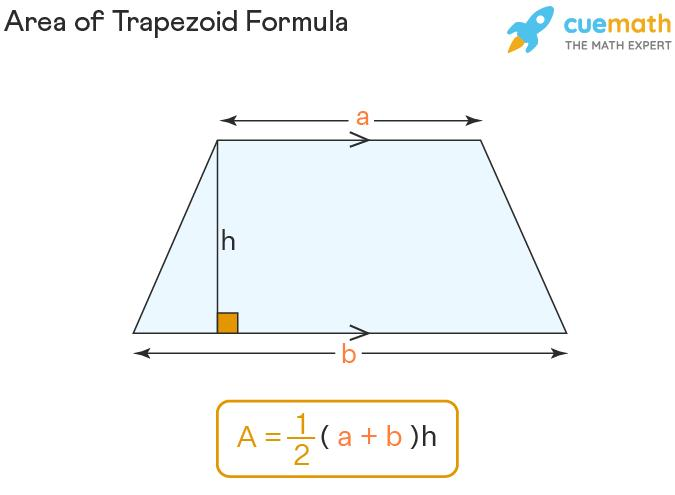 Area of Trapezoid Formula
cuemath
THE MATH EXPERT
a
h
b
A = 1/2 ( a + b )h